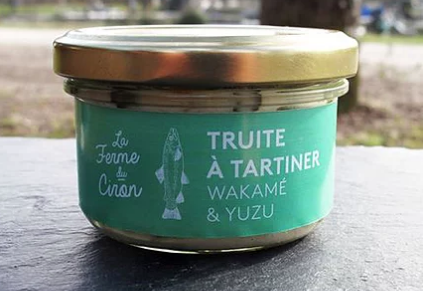 La
Ferme
du
Ciron
TRUITE
À TARTINER
WAKAMÉ
& YUZU